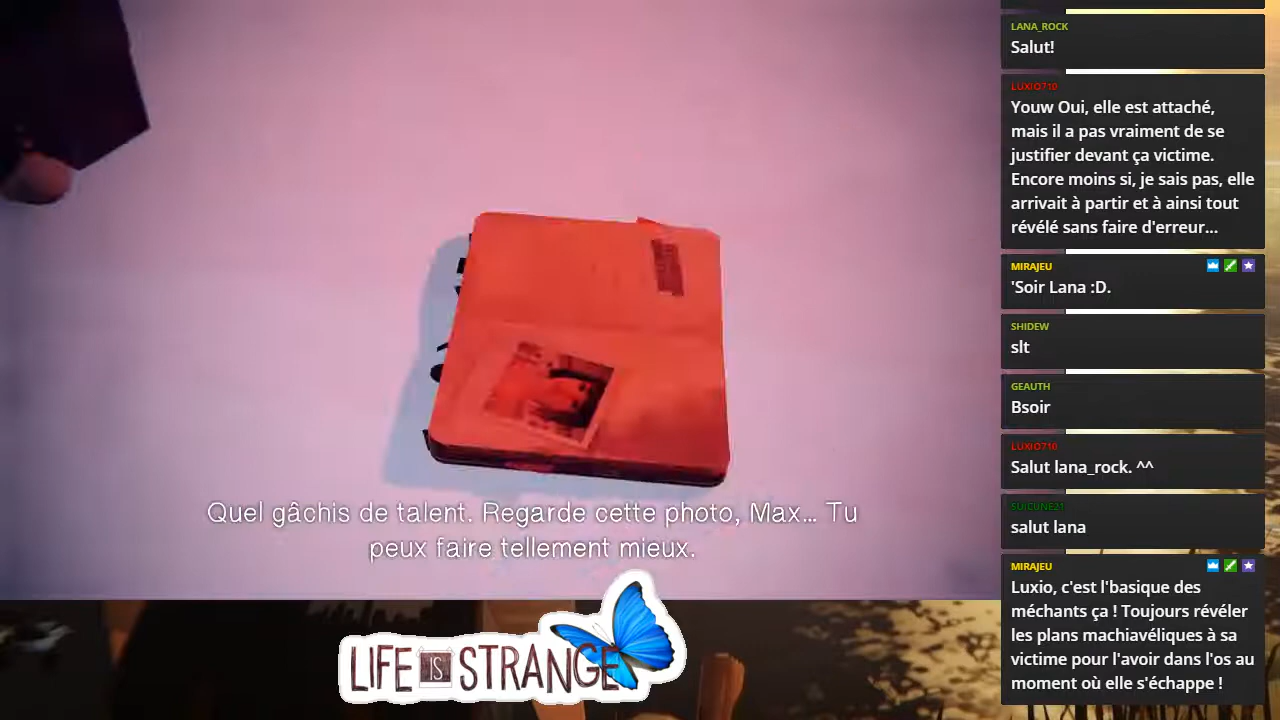 Quel gâchis de talent. Regarde cette photo, Max... Tu
peux faire tellement mieux.
LIFE IS STRANGE
LANA_ROCK
Salut!
LUXIO710
Youw Oui, elle est attaché,
mais il a pas vraiment de se
justifier devant ça victime.
Encore moins si, je sais pas, elle
arrivait à partir et à ainsi tout
révélé sans faire d'erreur...
MIRAJEU
'Soir Lana :D.
SHIDEW
slt
GEAUTH
Bsoir
LUXIO710
Salut lana_rock. ^^
SUICUNE21
salut lana
MIRAJEU
Luxio, c'est l'basique des
méchants ça ! Toujours révéler
les plans machiavéliques à sa
victime pour l'avoir dans l'os au
moment où elle s'échappe !